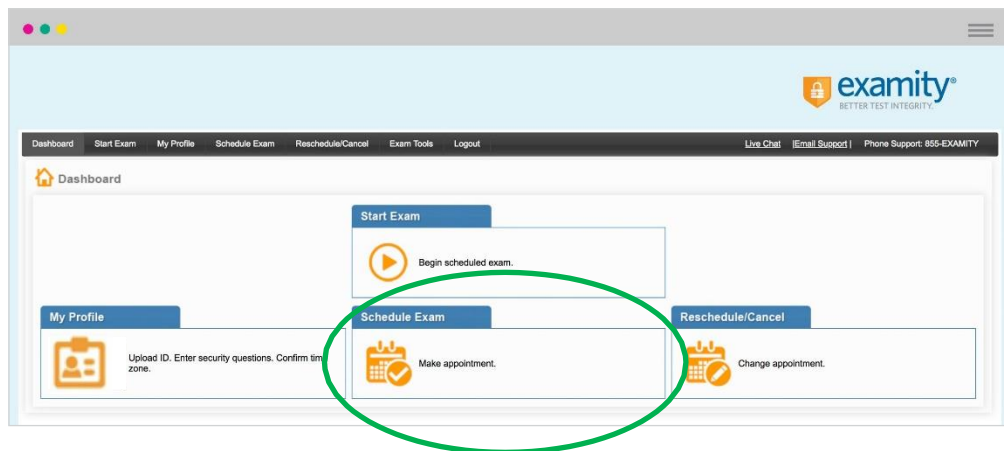 examity®
BETTER TEST INTEGRITY.
Dashboard Start Exam My Profile Schedule Exam Reschedule/Cancel Exam Tools Logout Live Chat |Email Support| Phone Support: 855-EXAMITY
Dashboard
Start Exam
Begin scheduled exam.
My Profile
Upload ID. Enter security questions. Confirm tim
zone.
Schedule Exam
Make appointment.
Reschedule/Cancel
Change appointment.